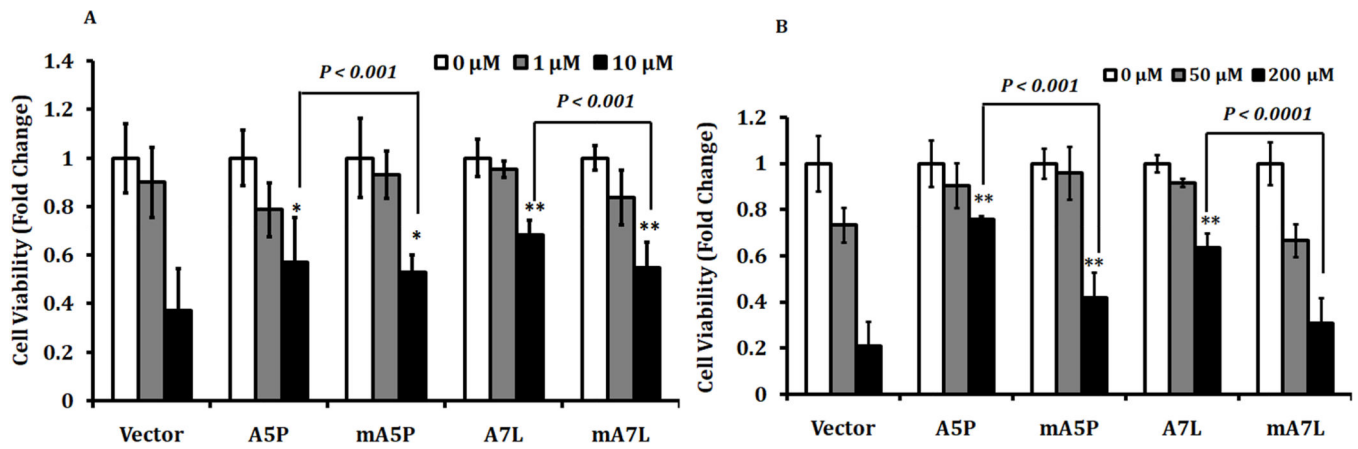 A
Cell Viability (Fold Change)
1.4
1.2
1
0.8
0.6
0.4
0.2
0
0 µM 1 µM 10 µM
P < 0.001
P < 0.001
*
*
**
**
Vector A5P mA5P A7L mA7L
B
Cell Viability (Fold Change)
1.2
1
0.8
0.6
0.4
0.2
0
0 µM 50 µM 200 µM
P < 0.001
P < 0.0001
**
**
**
Vector A5P mA5P A7L mA7L